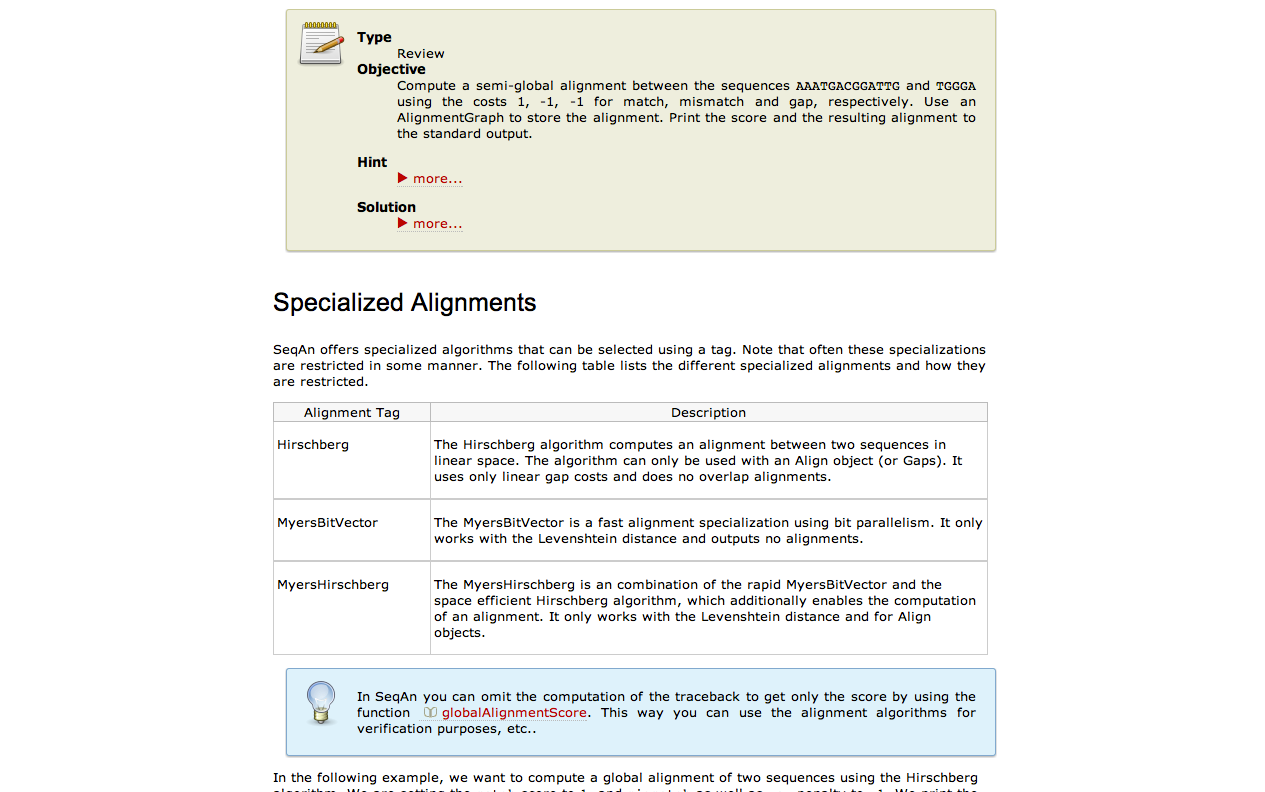 Type
Review
Objective
Compute a semi-global alignment between the sequences AAATGACGGATTG and TGGGA
using the costs 1, -1, -1 for match, mismatch and gap, respectively. Use an
AlignmentGraph to store the alignment. Print the score and the resulting alignment to
the standard output.
Hint
more...
Solution
more...
Specialized Alignments
SeqAn offers specialized algorithms that can be selected using a tag. Note that often these specializations
are restricted in some manner. The following table lists the different specialized alignments and how they
are restricted.
Alignment Tag Description
Hirschberg
The Hirschberg algorithm computes an alignment between two sequences in
linear space. The algorithm can only be used with an Align object (or Gaps). It
uses only linear gap costs and does no overlap alignments.
MyersBitVector
The MyersBitVector is a fast alignment specialization using bit parallelism. It only
works with the Levenshtein distance and outputs no alignments.
MyersHirschberg
The MyersHirschberg is an combination of the rapid MyersBitVector and the
space efficient Hirschberg algorithm, which additionally enables the computation
of an alignment. It only works with the Levenshtein distance and for Align
objects.
In SeqAn you can omit the computation of the traceback to get only the score by using the
function globalAlignmentScore. This way you can use the alignment algorithms for
verification purposes, etc..
In the following example, we want to compute a global alignment of two sequences using the Hirschberg